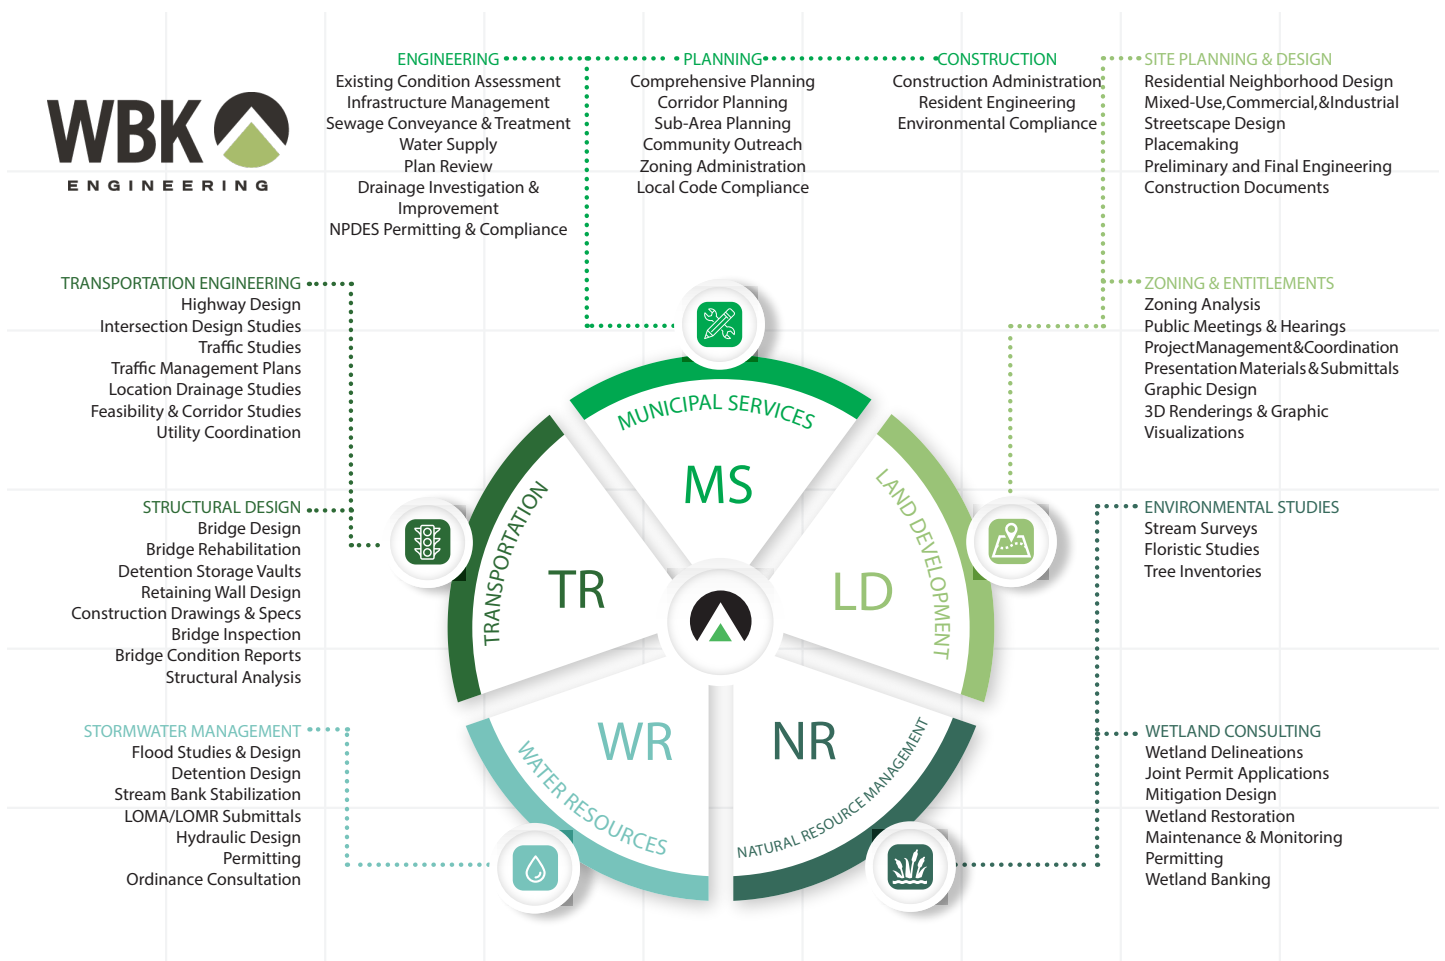 WBK
ENGINEERING
ENGINEERING
Existing Condition Assessment
Infrastructure Management
Sewage Conveyance & Treatment
Water Supply
Plan Review
Drainage Investigation &
Improvement
NPDES Permitting & Compliance
PLANNING
Comprehensive Planning
Corridor Planning
Sub-Area Planning
Community Outreach
Zoning Administration
Local Code Compliance
CONSTRUCTION
Construction Administration
Resident Engineering
Environmental Compliance
SITE PLANNING & DESIGN
Residential Neighborhood Design
Mixed-Use,Commercial,&Industrial
Streetscape Design
Placemaking
Preliminary and Final Engineering
Construction Documents
TRANSPORTATION ENGINEERING
Highway Design
Intersection Design Studies
Traffic Studies
Traffic Management Plans
Location Drainage Studies
Feasibility & Corridor Studies
Utility Coordination
ZONING & ENTITLEMENTS
Zoning Analysis
Public Meetings & Hearings
Project Management & Coordination
Presentation Materials & Submittals
Graphic Design
3D Renderings & Graphic
Visualizations
STRUCTURAL DESIGN
Bridge Design
Bridge Rehabilitation
Detention Storage Vaults
Retaining Wall Design
Construction Drawings & Specs
Bridge Inspection
Bridge Condition Reports
Structural Analysis
MUNICIPAL SERVICES
MS
TRANSPORTATION
TR
LAND DEVELOPMENT
LD
WATER RESOURCES
WR
NATURAL RESOURCE MANAGEMENT
NR
ENVIRONMENTAL STUDIES
Stream Surveys
Floristic Studies
Tree Inventories
STORMWATER MANAGEMENT
Flood Studies & Design
Detention Design
Stream Bank Stabilization
LOMA/LOMR Submittals
Hydraulic Design
Permitting
Ordinance Consultation
WETLAND CONSULTING
Wetland Delineations
Joint Permit Applications
Mitigation Design
Wetland Restoration
Maintenance & Monitoring
Permitting
Wetland Banking